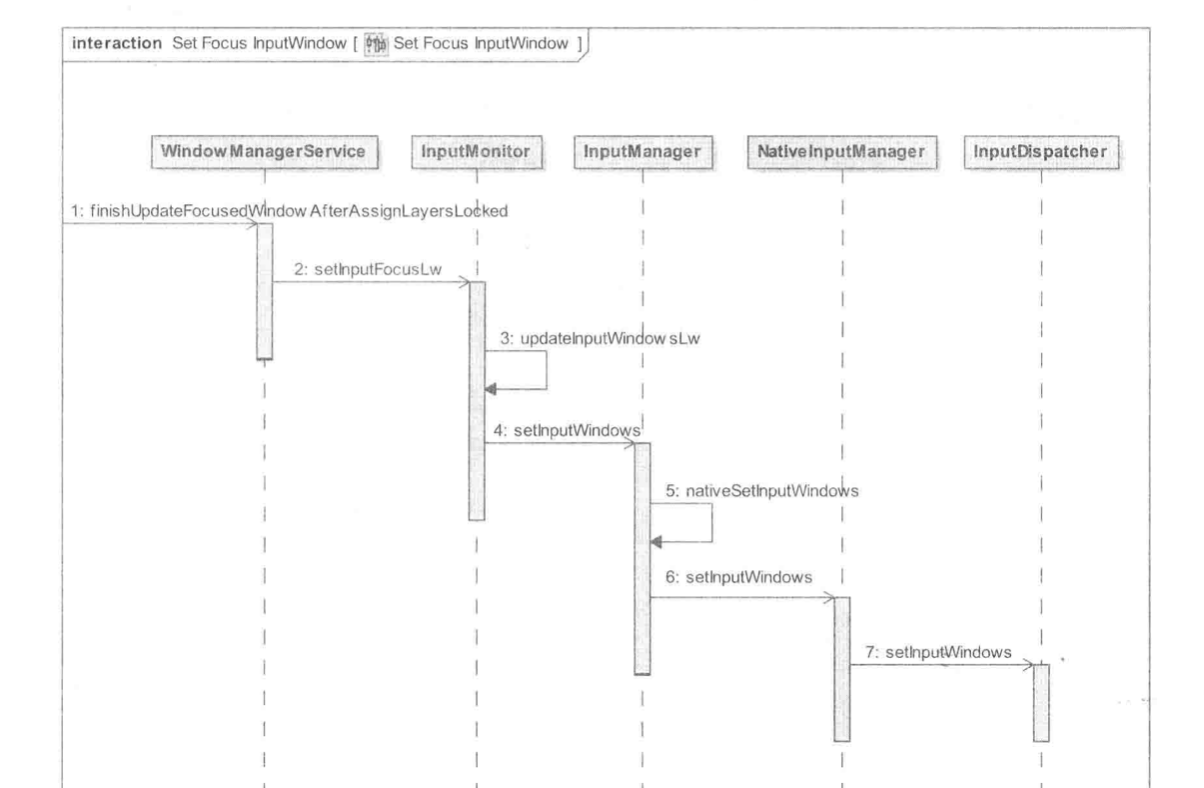 interaction Set Focus InputWindow [ Set Focus InputWindow ]
WindowManagerService InputMonitor InputManager NativeInputManager InputDispatcher
1: finishUpdateFocusedWindowAfterAssignLayersLocked
2: setInputFocusLw
3: updateInputWindowsLw
4: setInputWindows
5: nativeSetInputWindows
6: setInputWindows
7: setInputWindows